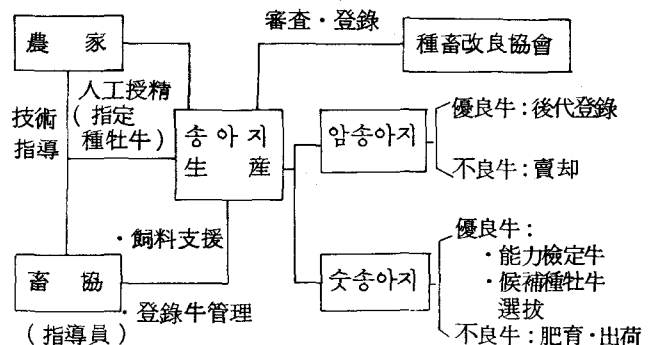 審査・登錄
農家
種畜改良協會
人工授精
(指定
種牡牛)
技術
指導
송아지
生産
암송아지
優良牛:後代登錄
不良牛:賣却
・飼料支援
畜協
・登錄牛管理
(指導員)
숫송아지
優良牛:
・能力檢定牛
・候補種牡牛
選拔
不良牛:肥育・出荷